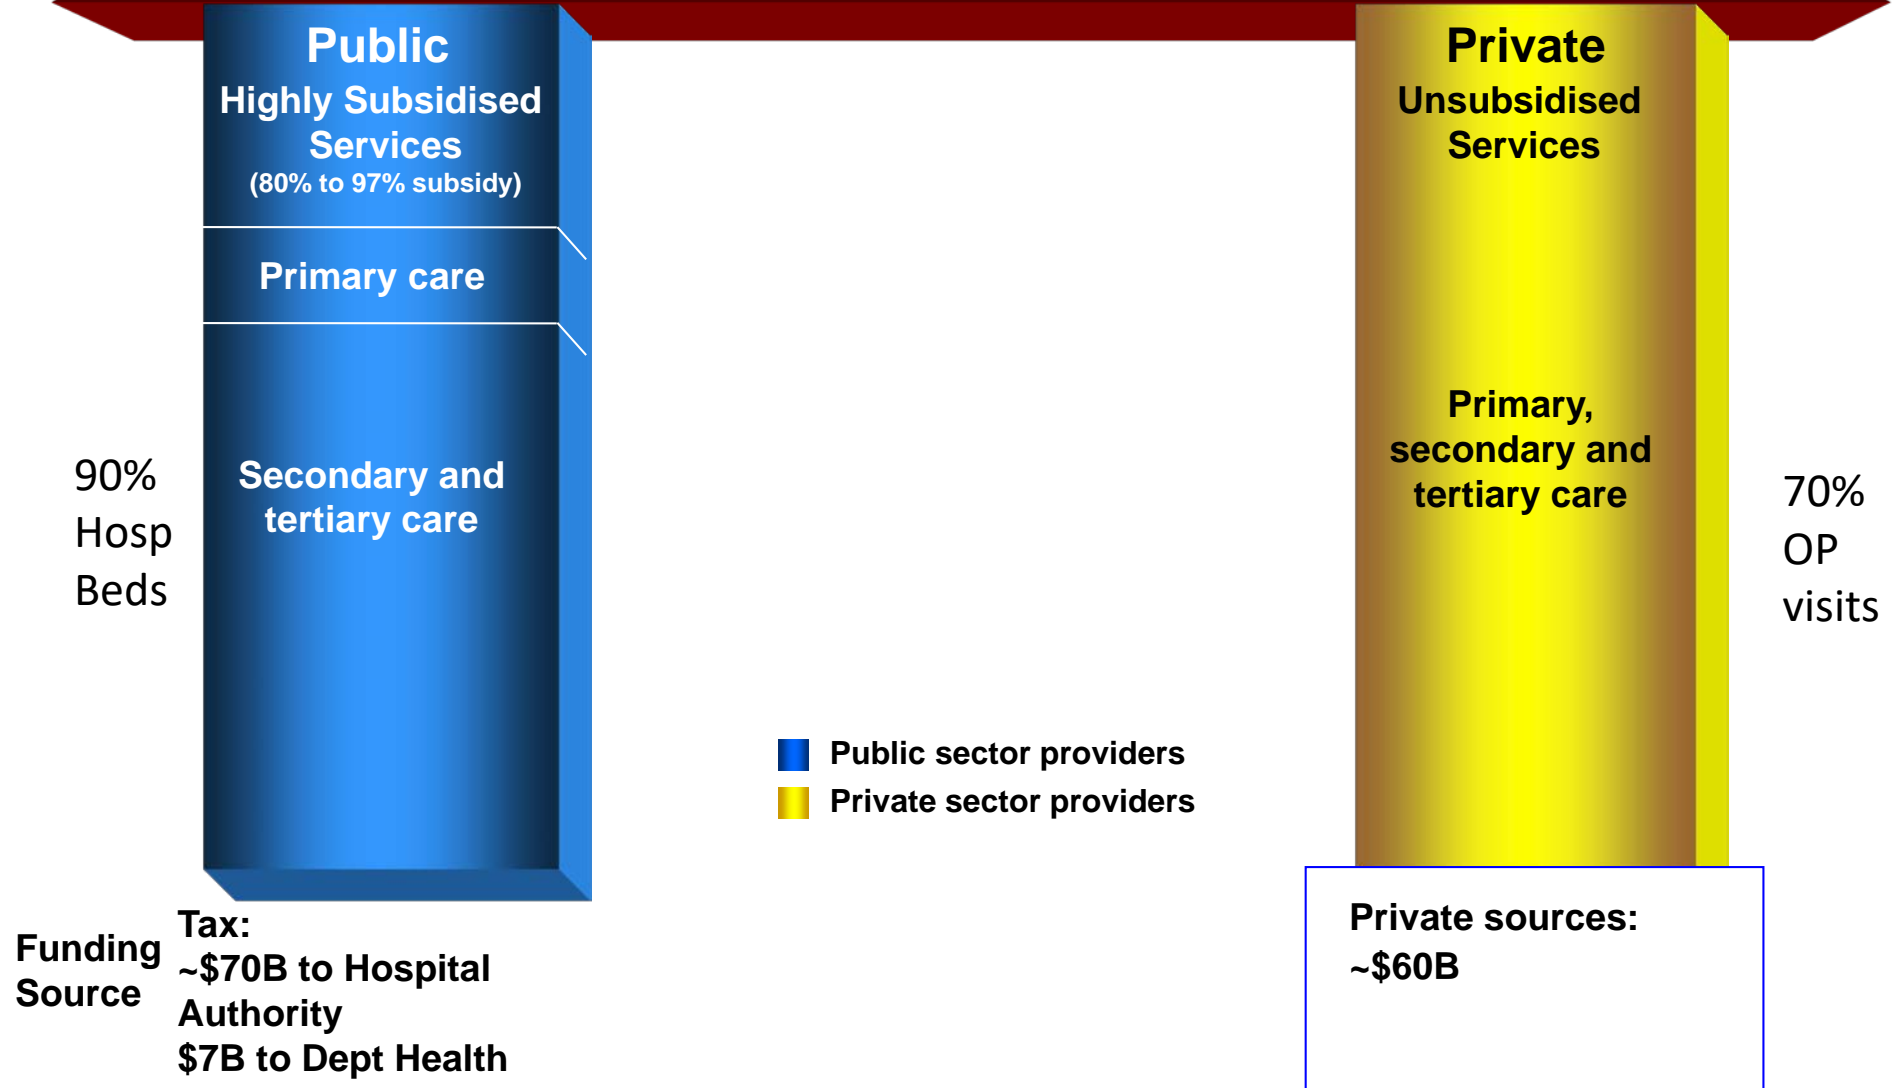 Public
Highly Subsidised
Services
(80% to 97% subsidy)
Primary care
Secondary and
tertiary care
90%
Hosp
Beds
Private
Unsubsidised
Services
Primary,
secondary and
tertiary care
70%
OP
visits
Public sector providers
Private sector providers
Funding
Source
Tax:
~$70B to Hospital
Authority
$7B to Dept Health
Private sources:
~$60B